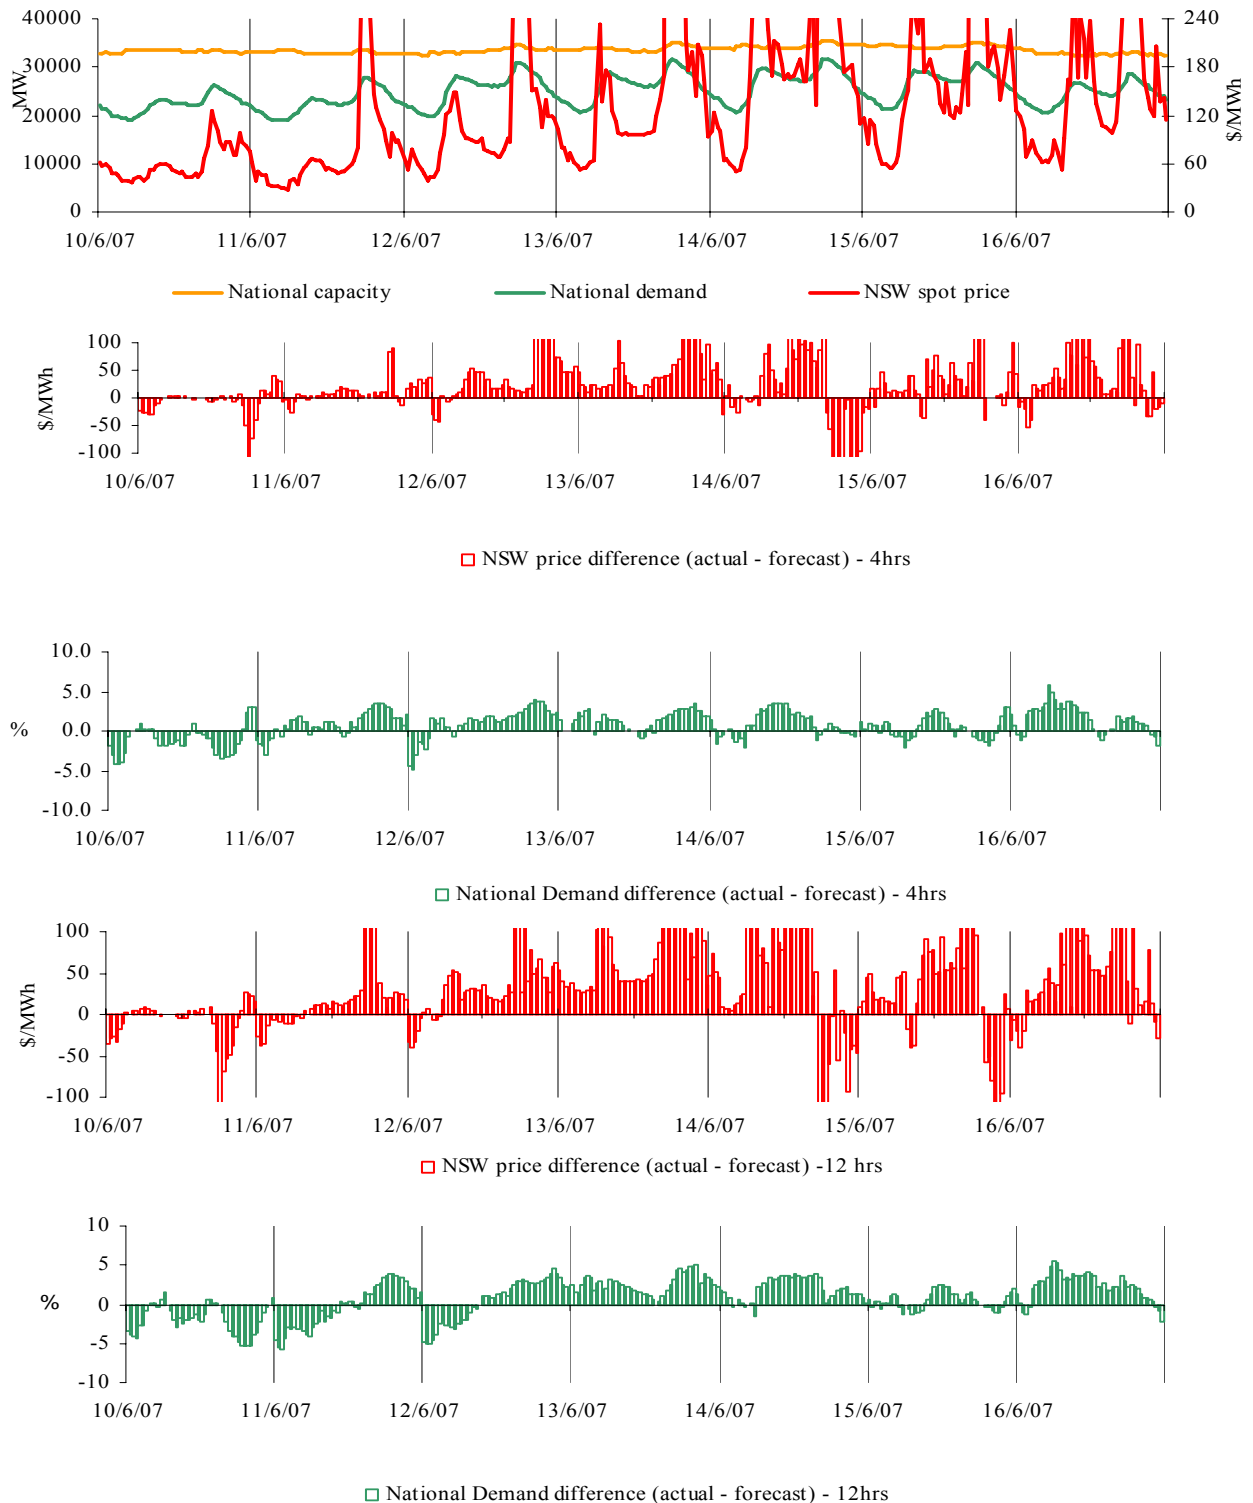 40000 240
30000 180
20000 120
10000 60
0 0
MW
$/MWh
10/6/07 11/6/07 12/6/07 13/6/07 14/6/07 15/6/07 16/6/07
National capacity National demand NSW spot price
100
50
0
-50
-100
$/MWh
10/6/07 11/6/07 12/6/07 13/6/07 14/6/07 15/6/07 16/6/07
NSW price difference (actual - forecast) - 4hrs
10.0
5.0
0.0
-5.0
-10.0
%
10/6/07 11/6/07 12/6/07 13/6/07 14/6/07 15/6/07 16/6/07
National Demand difference (actual - forecast) - 4hrs
100
50
0
-50
-100
$/MWh
10/6/07 11/6/07 12/6/07 13/6/07 14/6/07 15/6/07 16/6/07
NSW price difference (actual - forecast) -12 hrs
10
5
0
-5
-10
%
10/6/07 11/6/07 12/6/07 13/6/07 14/6/07 15/6/07 16/6/07
National Demand difference (actual - forecast) - 12hrs